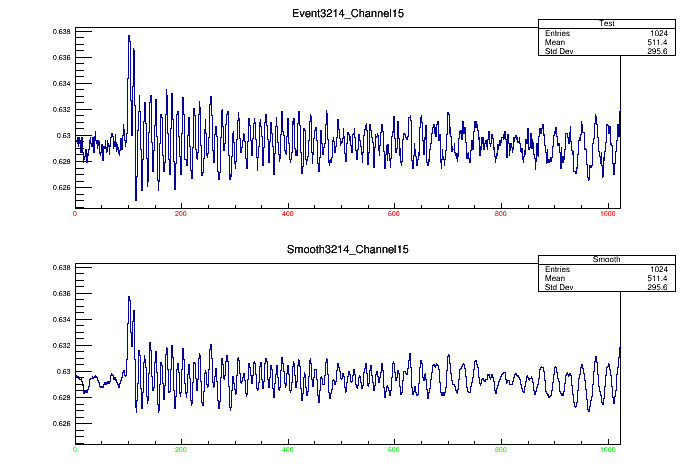 Event3214_Channel15
Test
Entries 1024
Mean 511.4
Std Dev 295.6
0.638
0.636
0.634
0.632
0.63
0.628
0.626
0 200 400 600 800 1000
Smooth3214_Channel15
Smooth
Entries 1024
Mean 511.4
Std Dev 295.6
0.638
0.636
0.634
0.632
0.63
0.628
0.626
0 200 400 600 800 1000